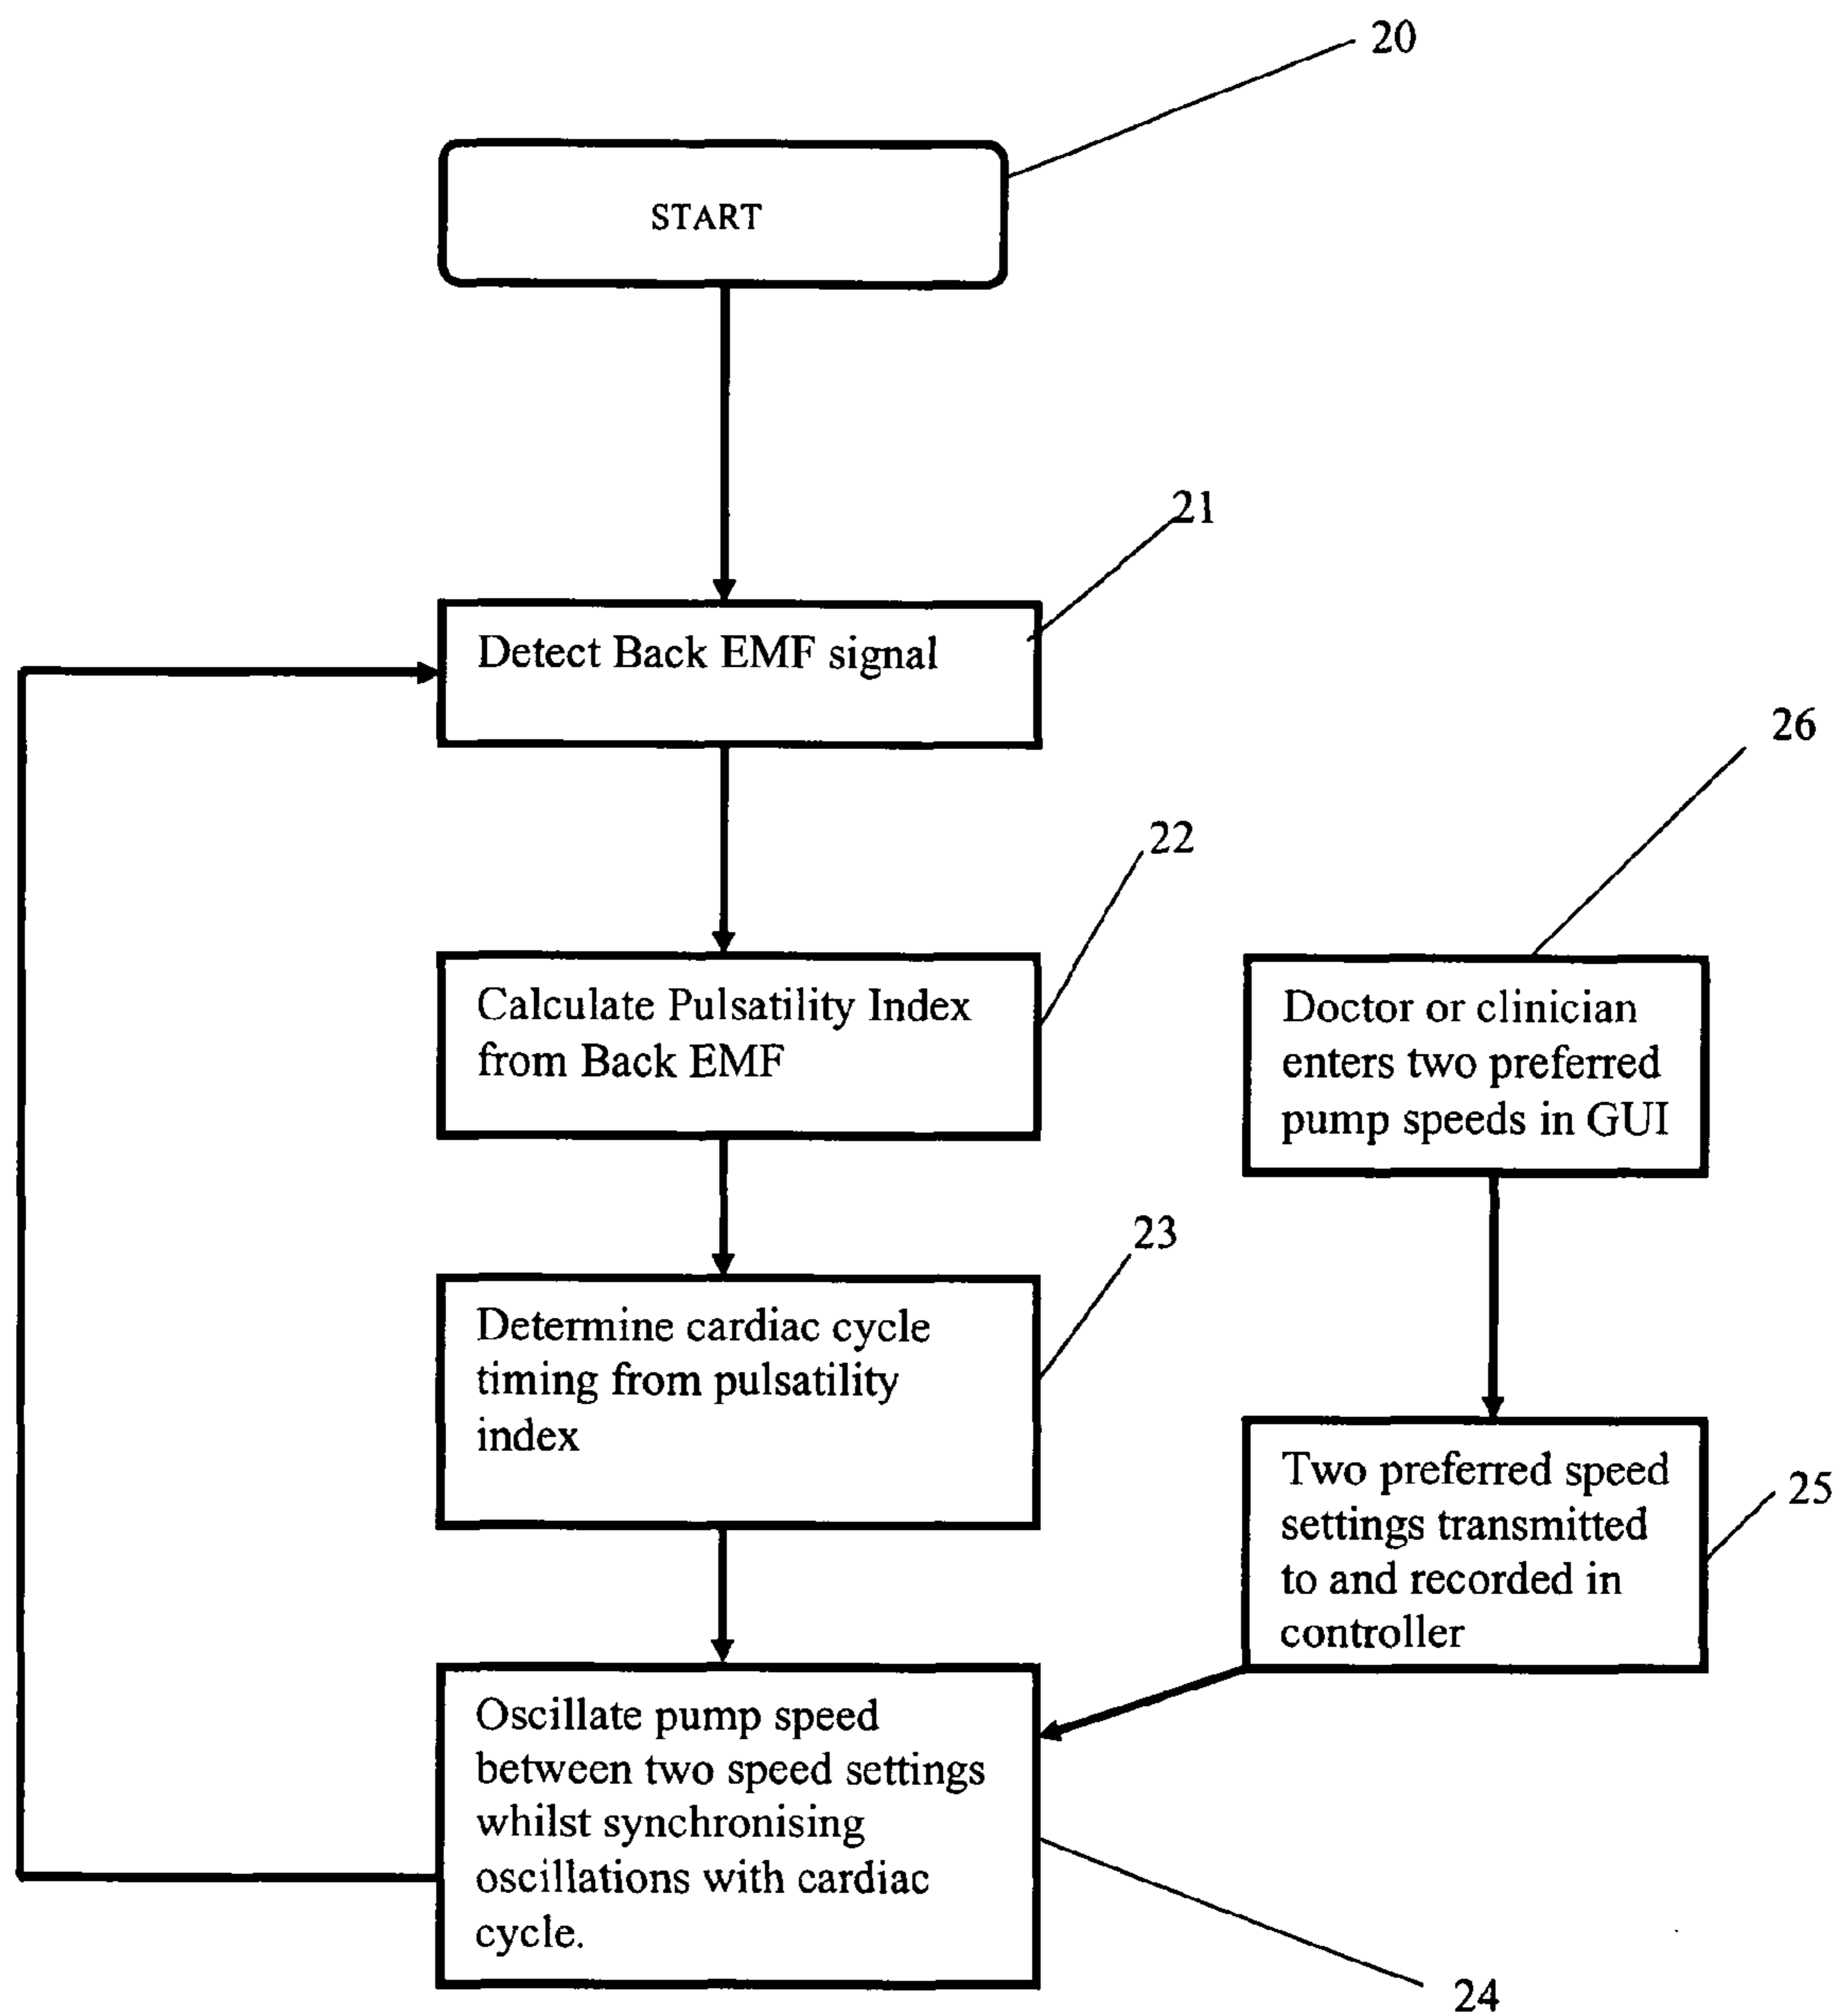 20
START
21
Detect Back EMF signal
26
22
Calculate Pulsatility Index
from Back EMF
Doctor or clinician
enters two preferred
pump speeds in GUI
23
Determine cardiac cycle
timing from pulsatility
index
Two preferred speed
settings transmitted
to and recorded in
controller
25
Oscillate pump speed
between two speed settings
whilst synchronising
oscillations with cardiac
cycle.
24